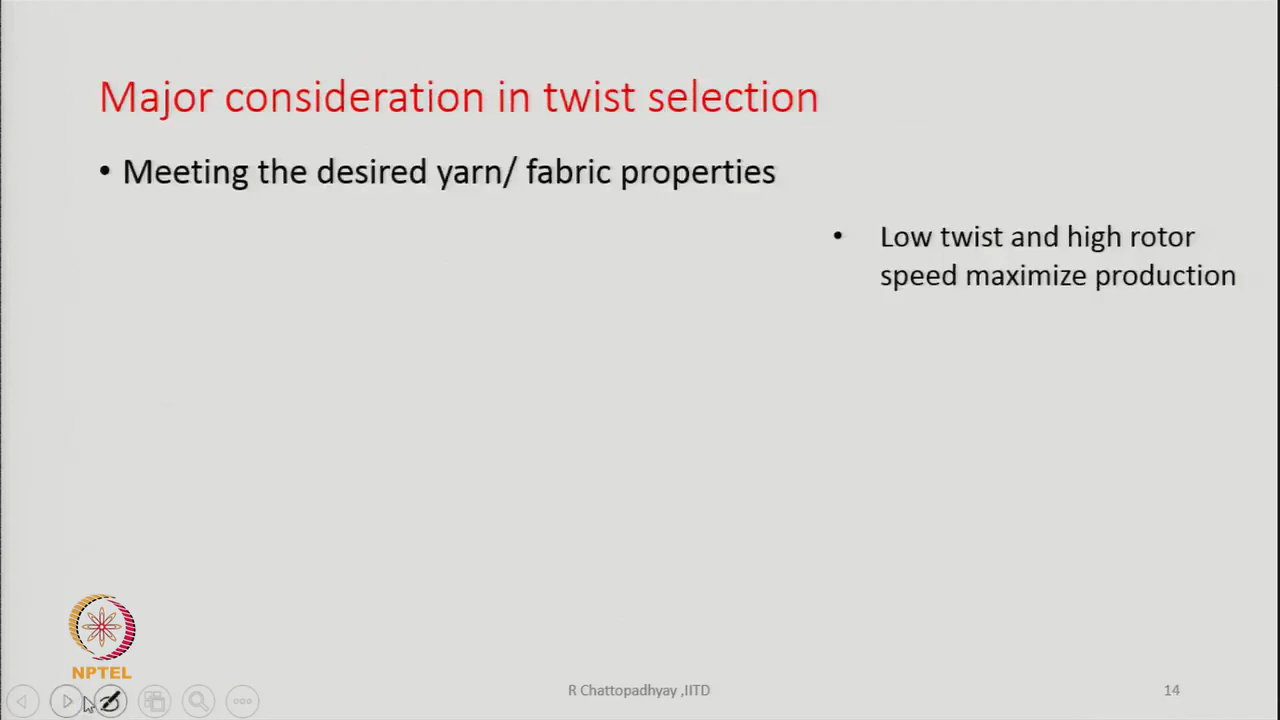 Major consideration in twist selection
• Meeting the desired yarn/ fabric properties
• Low twist and high rotor
speed maximize production
NPTEL
R Chattopadhyay ,IITD
14